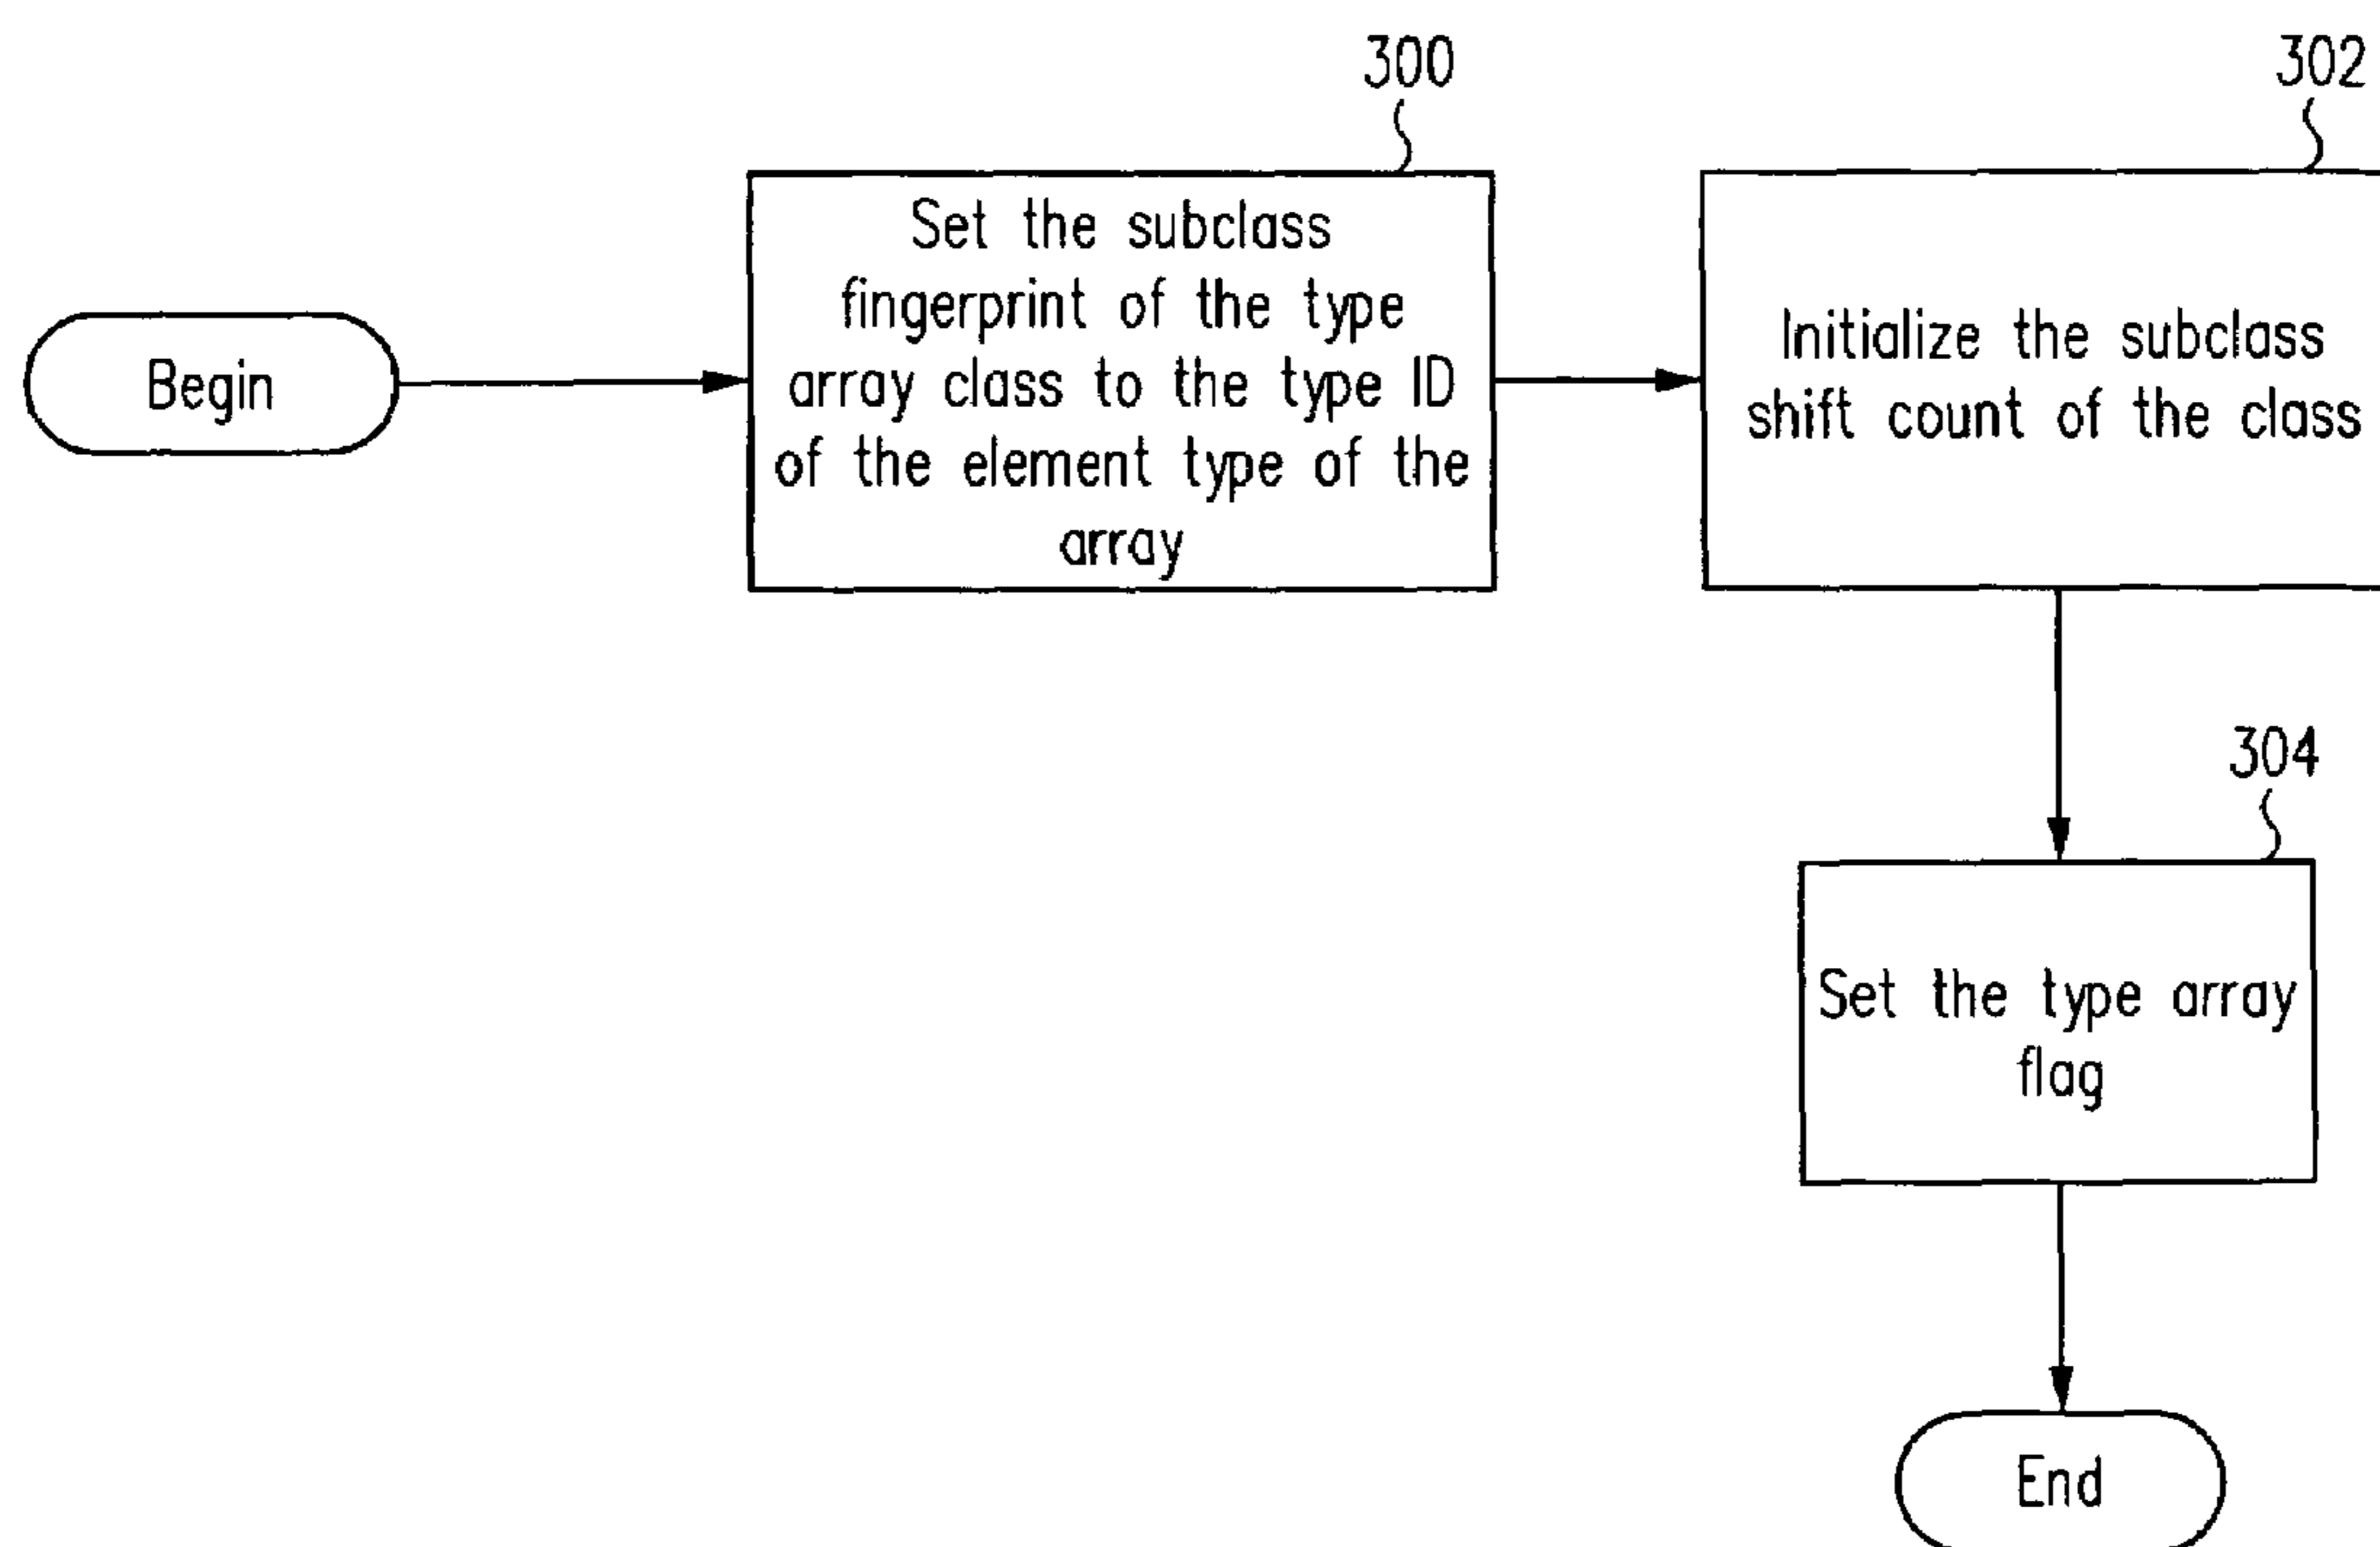 300
302
Begin
Set the subclass
fingerprint of the type
array class to the type ID
of the element type of the
array
Initialize the subclass
shift count of the class
304
Set the type array
flag
End